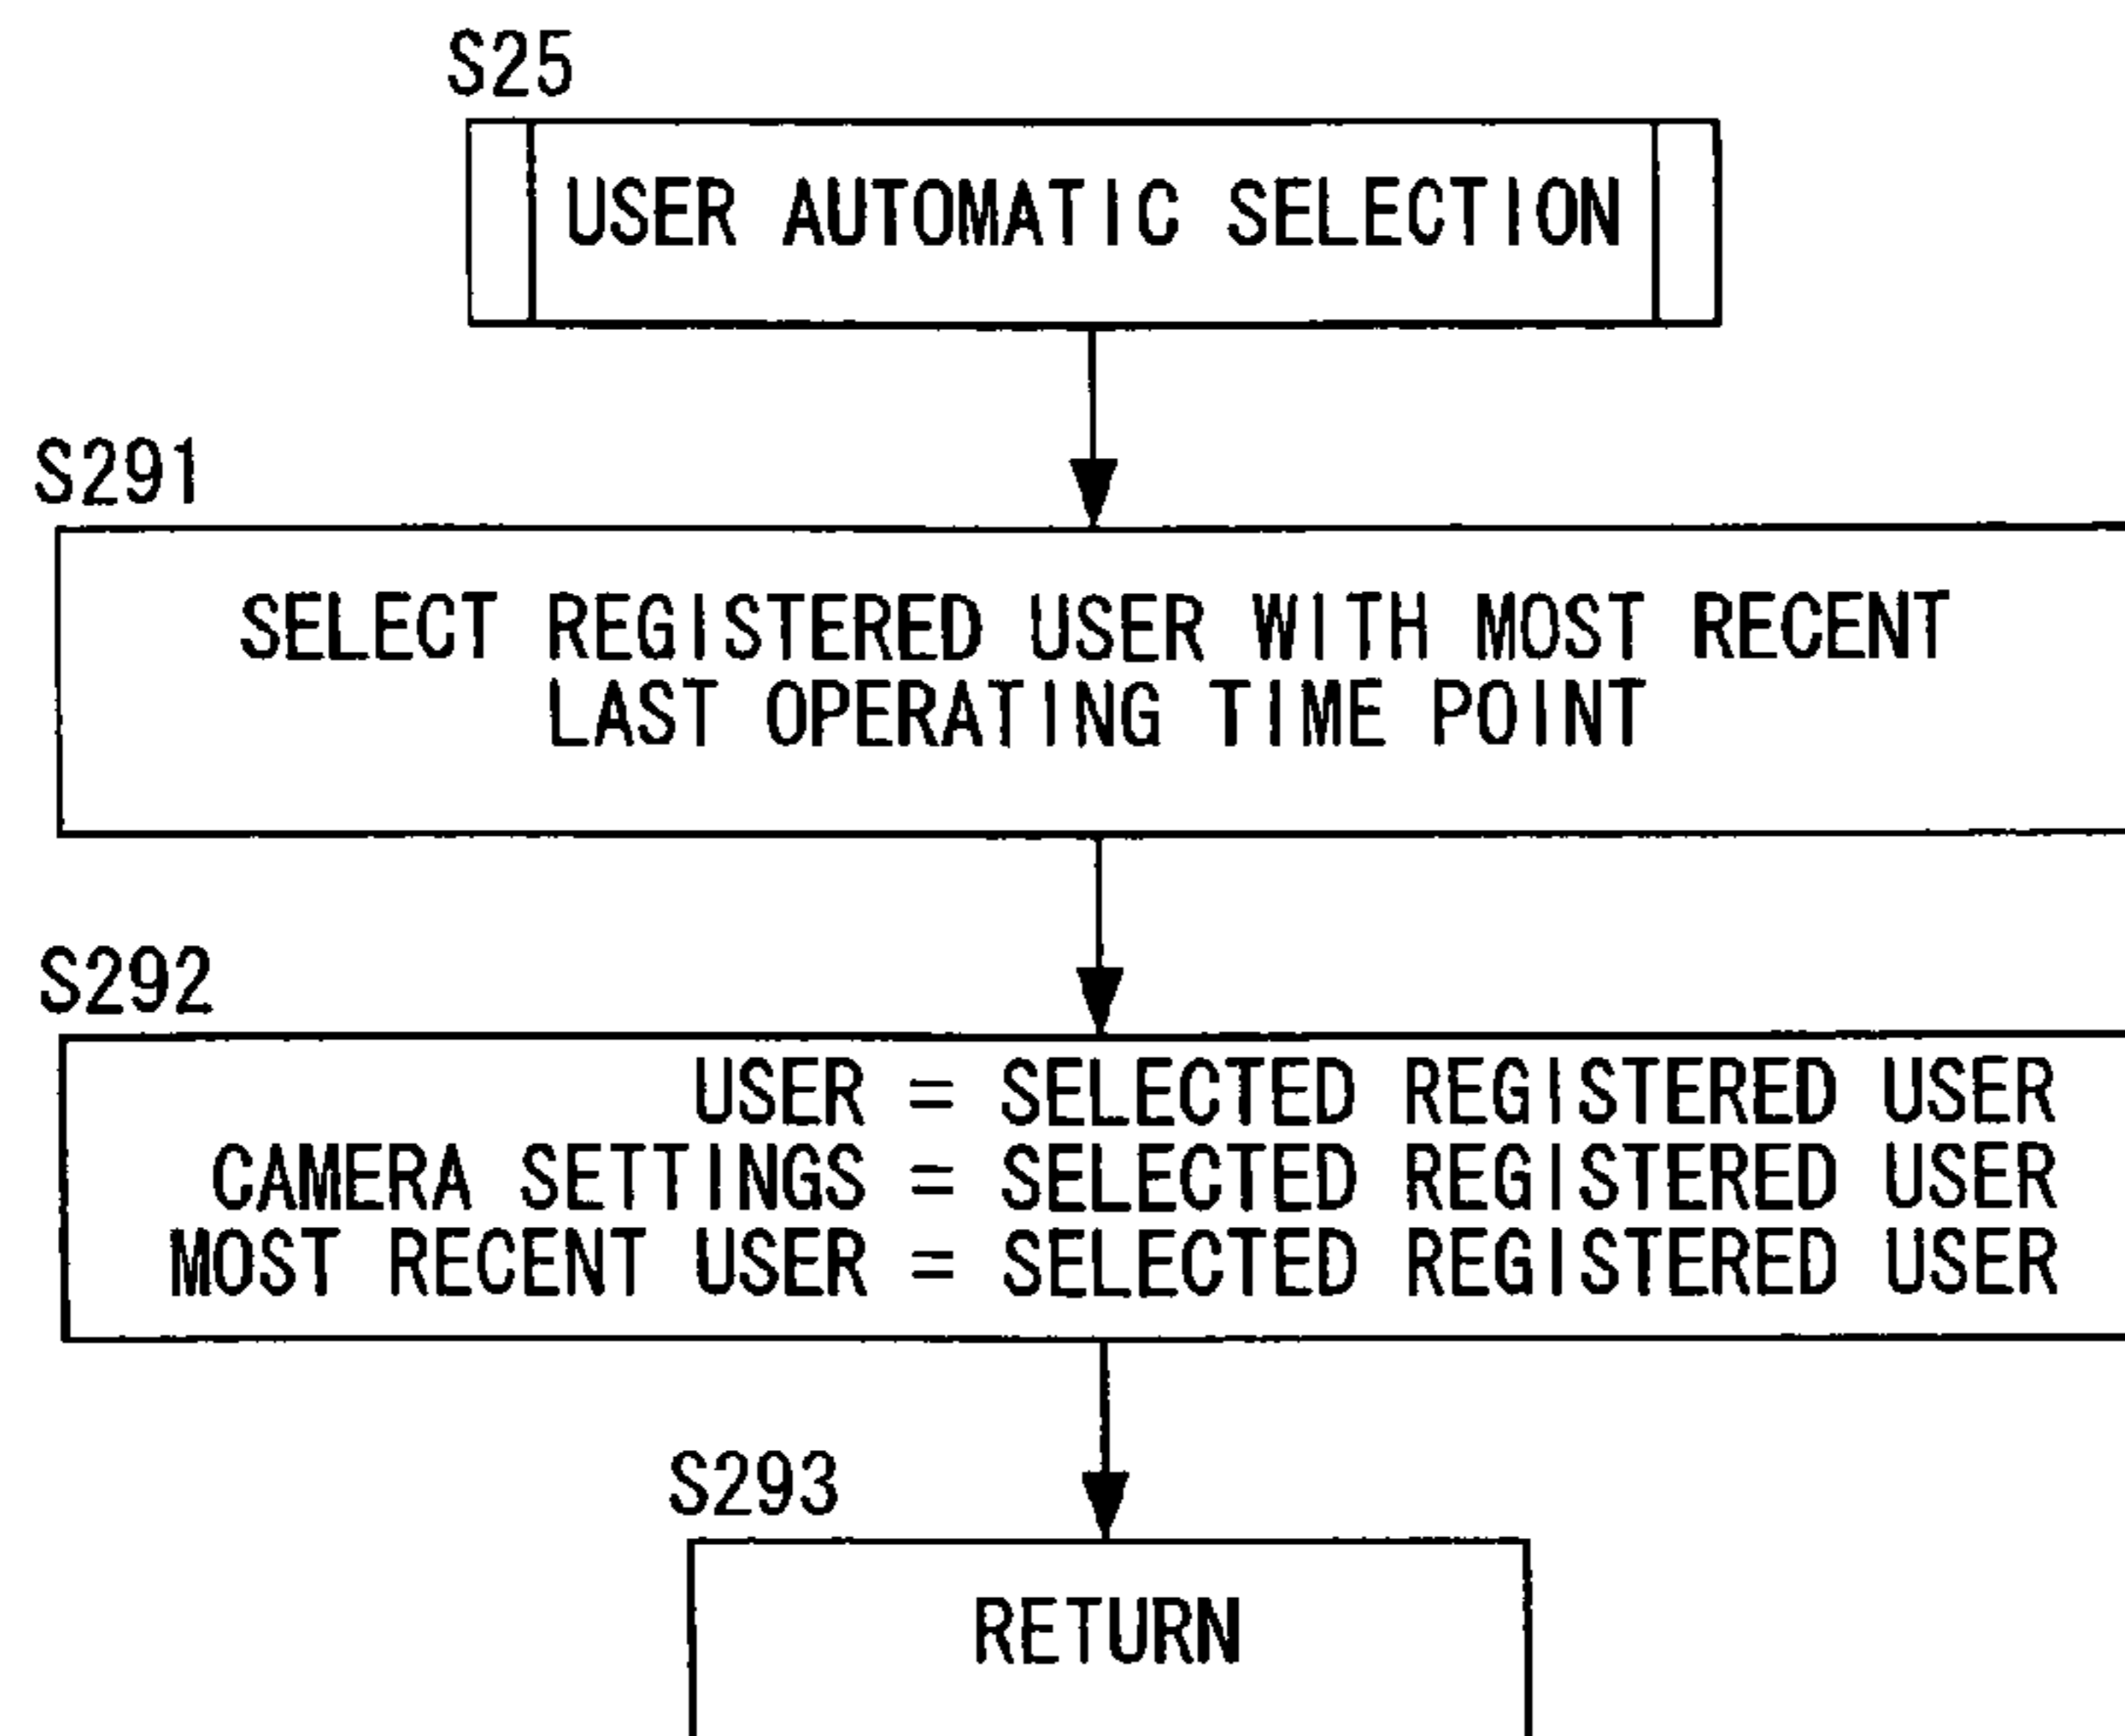 S25
USER AUTOMATIC SELECTION
S291
SELECT REGISTERED USER WITH MOST RECENT
LAST OPERATING TIME POINT
S292
USER = SELECTED REGISTERED USER
CAMERA SETTINGS = SELECTED REGISTERED USER
MOST RECENT USER = SELECTED REGISTERED USER
S293
RETURN